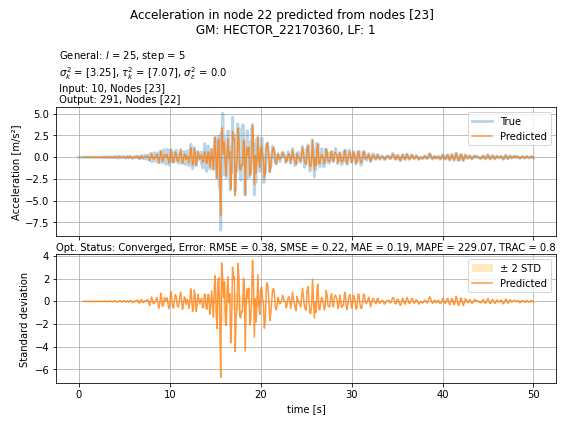 Acceleration in node 22 predicted from nodes [23]
GM: HECTOR_22170360, LF: 1
General: l = 25, step = 5
σ²ₖ = [3.25], τ²ₖ = [7.07], σ²ε = 0.0
Input: 10, Nodes [23]
Output: 291, Nodes [22]
Acceleration [m/s²]
5.0
2.5
0.0
−2.5
−5.0
−7.5
True
Predicted
Opt. Status: Converged, Error: RMSE = 0.38, SMSE = 0.22, MAE = 0.19, MAPE = 229.07, TRAC = 0.8
Standard deviation
4
2
0
−2
−4
−6
± 2 STD
Predicted
0 10 20 30 40 50
time [s]